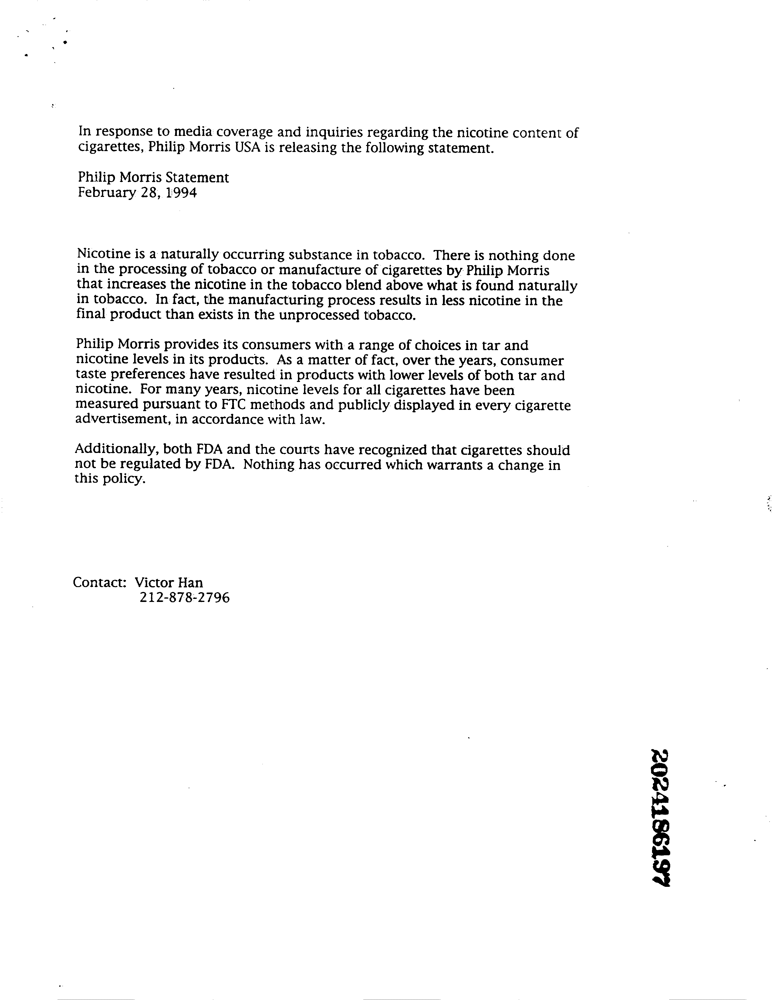 In response to media coverage and inquiries regarding the nicotine content of
cigarettes, Philip Morris USA is releasing the following statement.
Philip Morris Statement
February 28, 1994
Nicotine is a naturally occurring substance in tobacco. There is nothing done
in the processing of tobacco or manufacture of cigarettes by Philip Morris
that increases the nicotine in the tobacco blend above what is found naturally
in tobacco. In fact, the manufacturing process results in less nicotine in the
final product than exists in the unprocessed tobacco.
Philip Morris provides its consumers with a range of choices in tar and
nicotine levels in its products. As a matter of fact, over the years, consumer
taste preferences have resulted in products with lower levels of both tar and
nicotine. For many years, nicotine levels for all cigarettes have been
measured pursuant to FTC methods and publicly displayed in every cigarette
advertisement, in accordance with law.
Additionally, both FDA and the courts have recognized that cigarettes should
not be regulated by FDA. Nothing has occurred which warrants a change in
this policy.
Contact: Victor Han
212-878-2796
2024186197